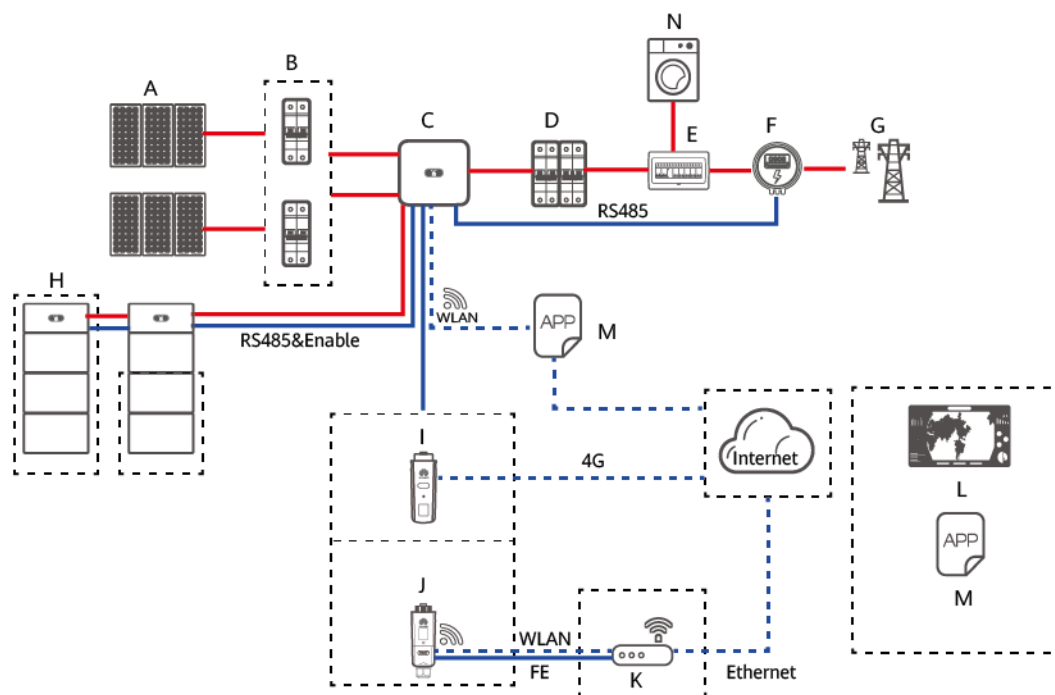 N
B
A
C
D
E
F
G
RS485
H
WLAN
APP
M
RS485&Enable
I
4G
Internet
L
APP
M
J
WLAN
FE
K
Ethernet